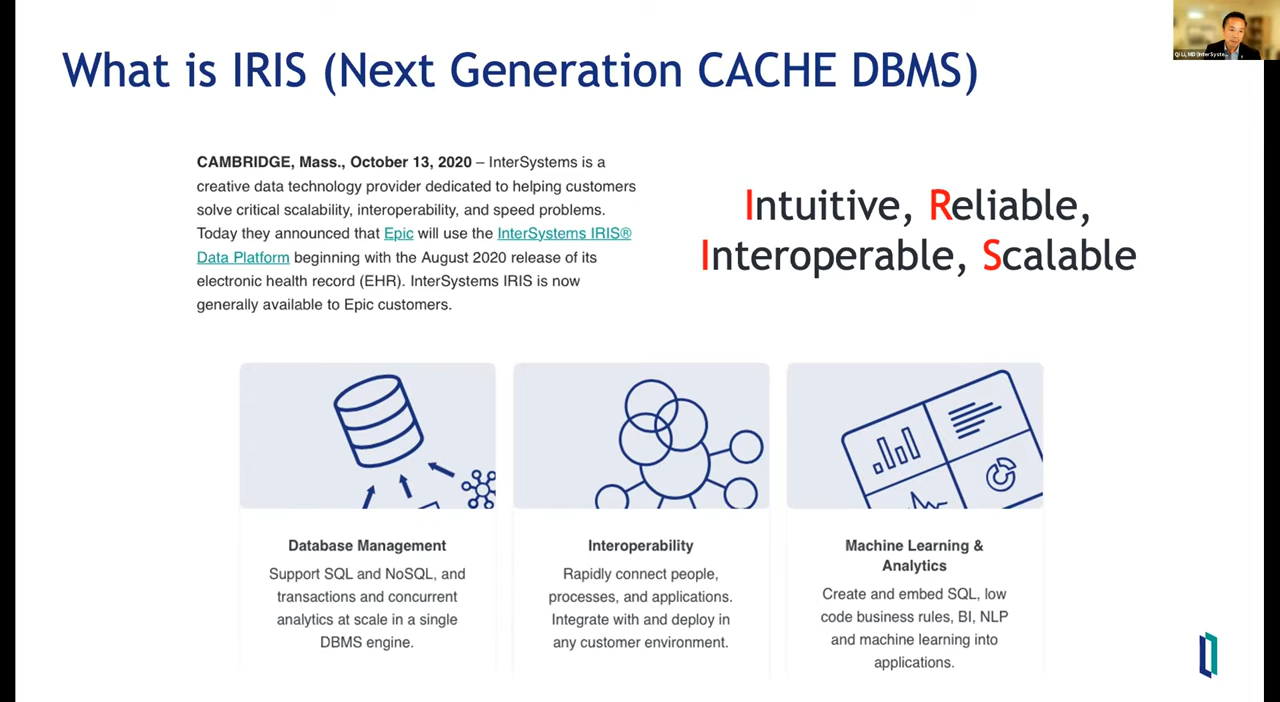 What is IRIS (Next Generation CACHE DBMS)
CAMBRIDGE, Mass., October 13, 2020 – InterSystems is a
creative data technology provider dedicated to helping customers
solve critical scalability, interoperability, and speed problems.
Today they announced that Epic will use the InterSystems IRIS®
Data Platform beginning with the August 2020 release of its
electronic health record (EHR). InterSystems IRIS is now
generally available to Epic customers.
Intuitive, Reliable,
Interoperable, Scalable
Database Management
Support SQL and NoSQL, and
transactions and concurrent
analytics at scale in a single
DBMS engine.
Interoperability
Rapidly connect people,
processes, and applications.
Integrate with and deploy in
any customer environment.
Machine Learning &
Analytics
Create and embed SQL, low
code business rules, BI, NLP
and machine learning into
applications.
QI LI, MD (InterSyste...